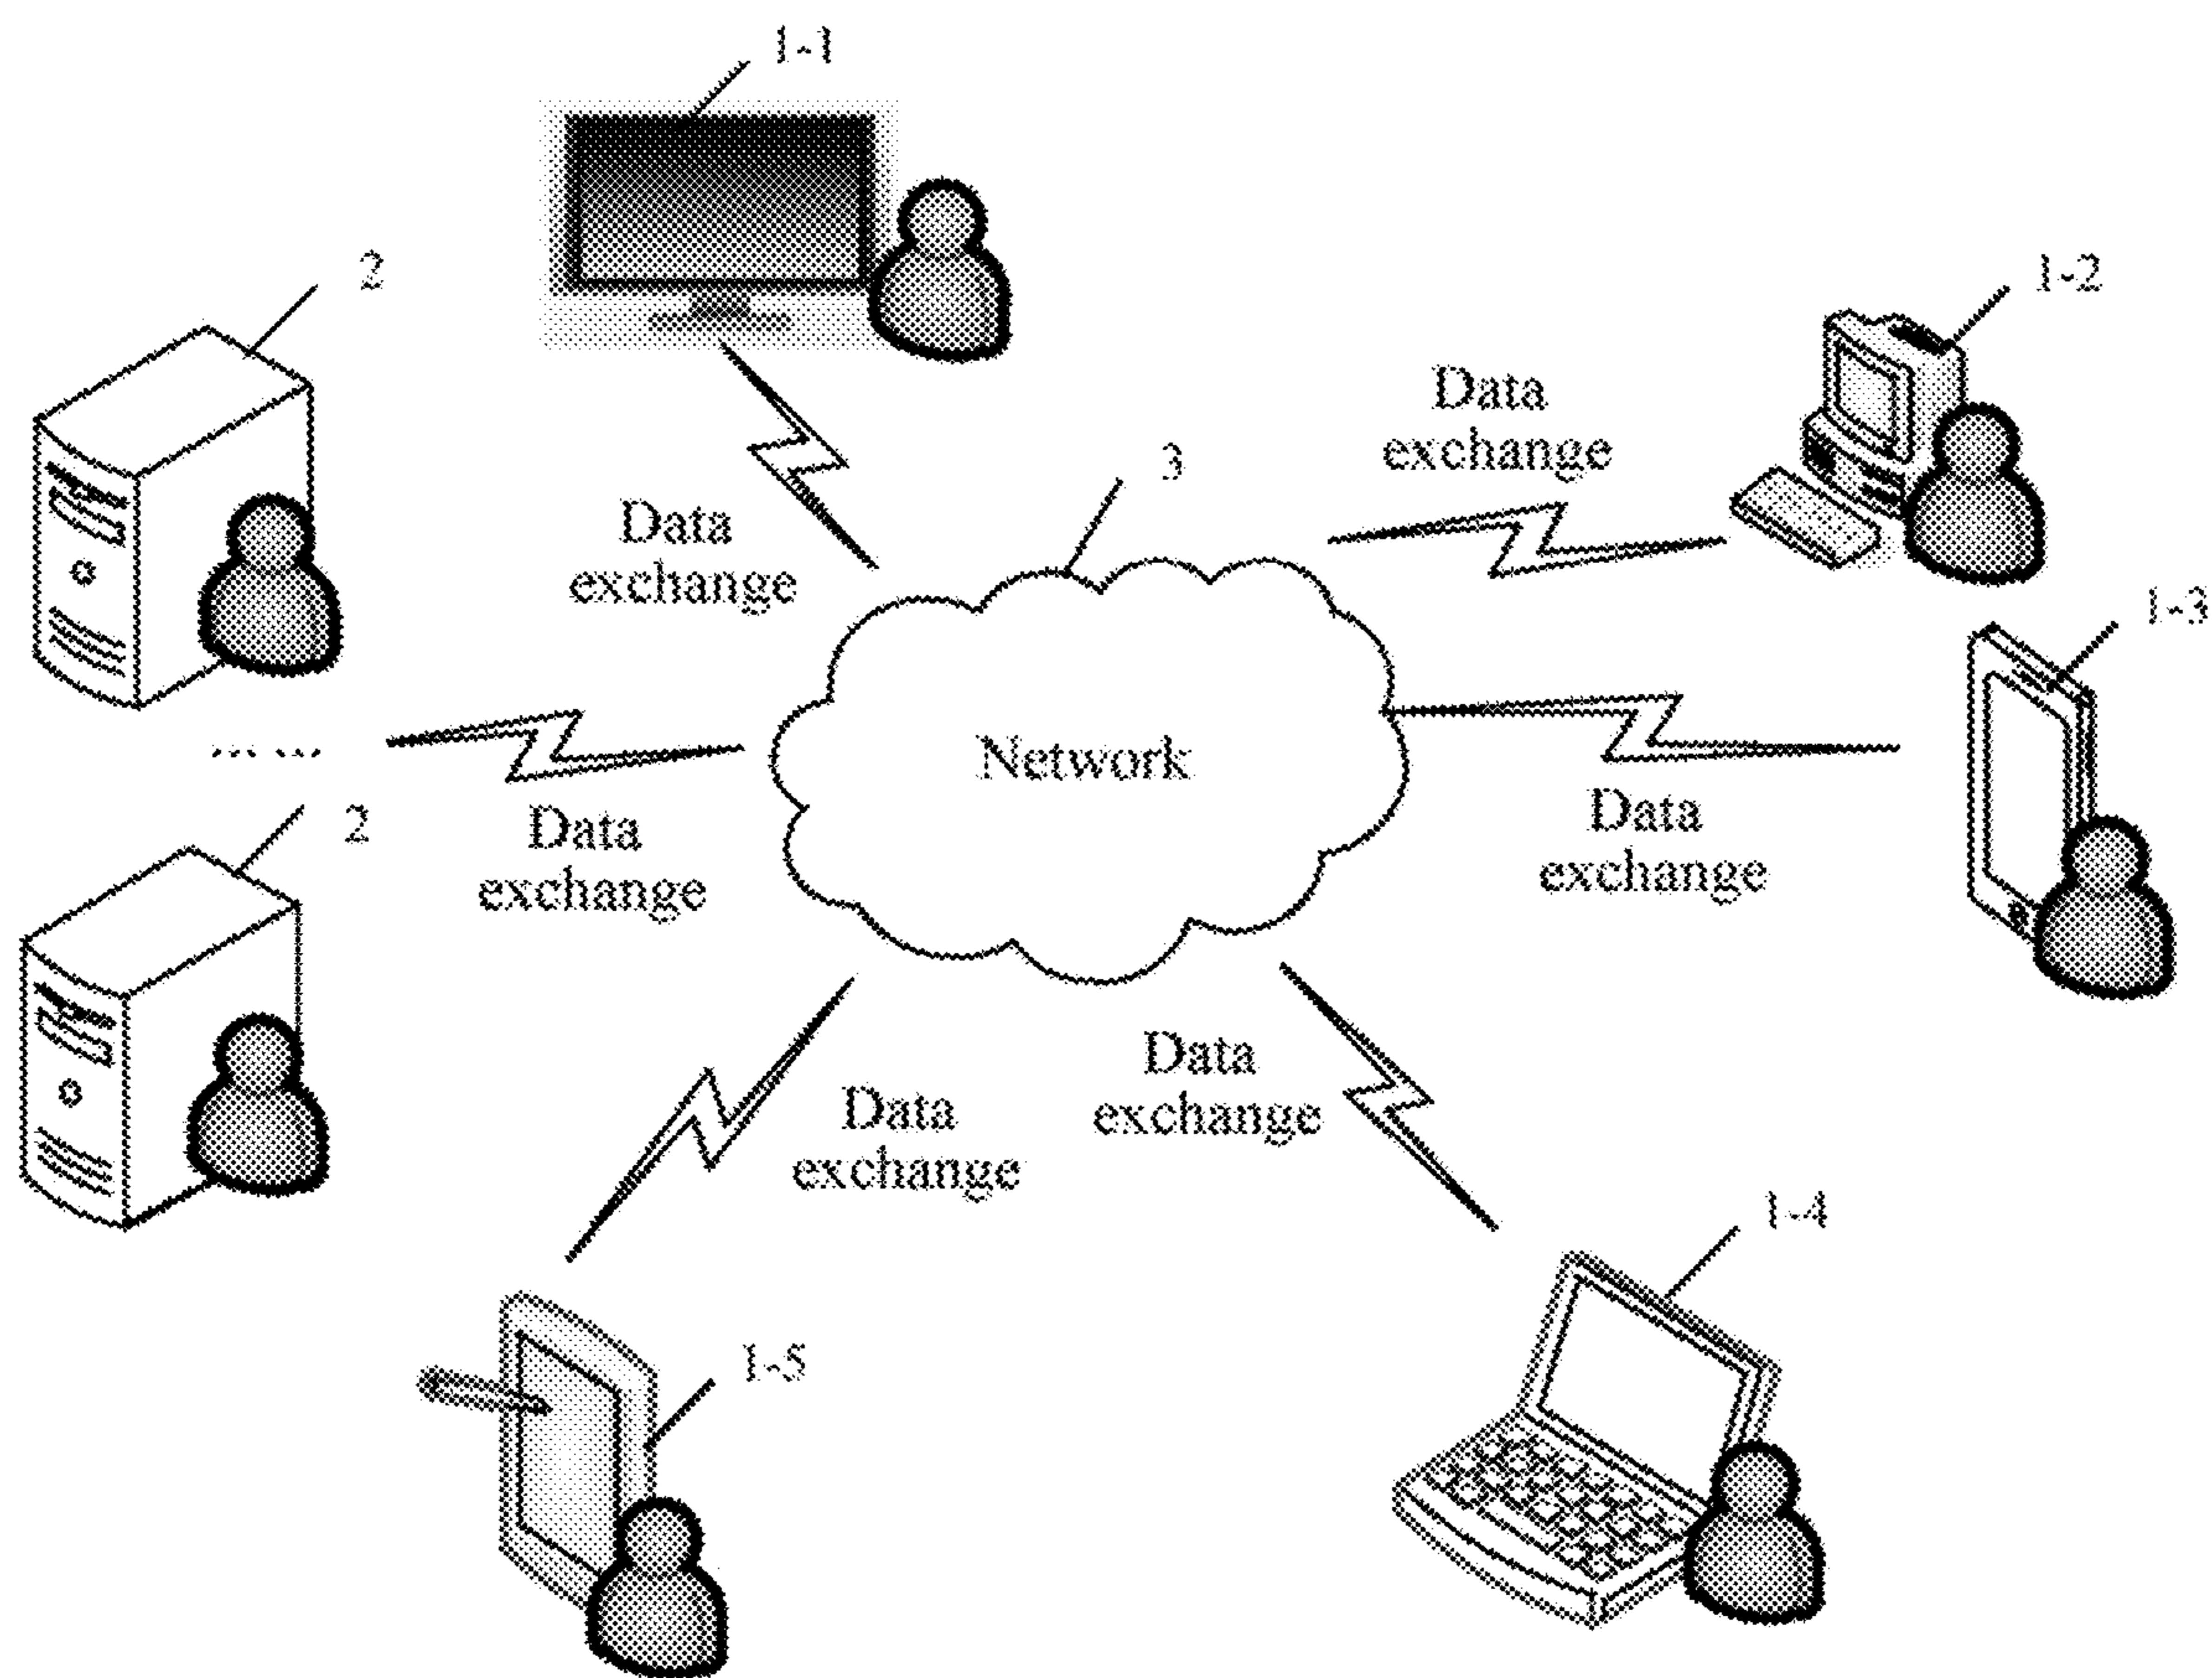 1-1
2
1-2
Data
exchange
3
Data
exchange
1-3
Network
... ...
2
Data
exchange
Data
exchange
Data
exchange
Data
exchange
1-4
1-5